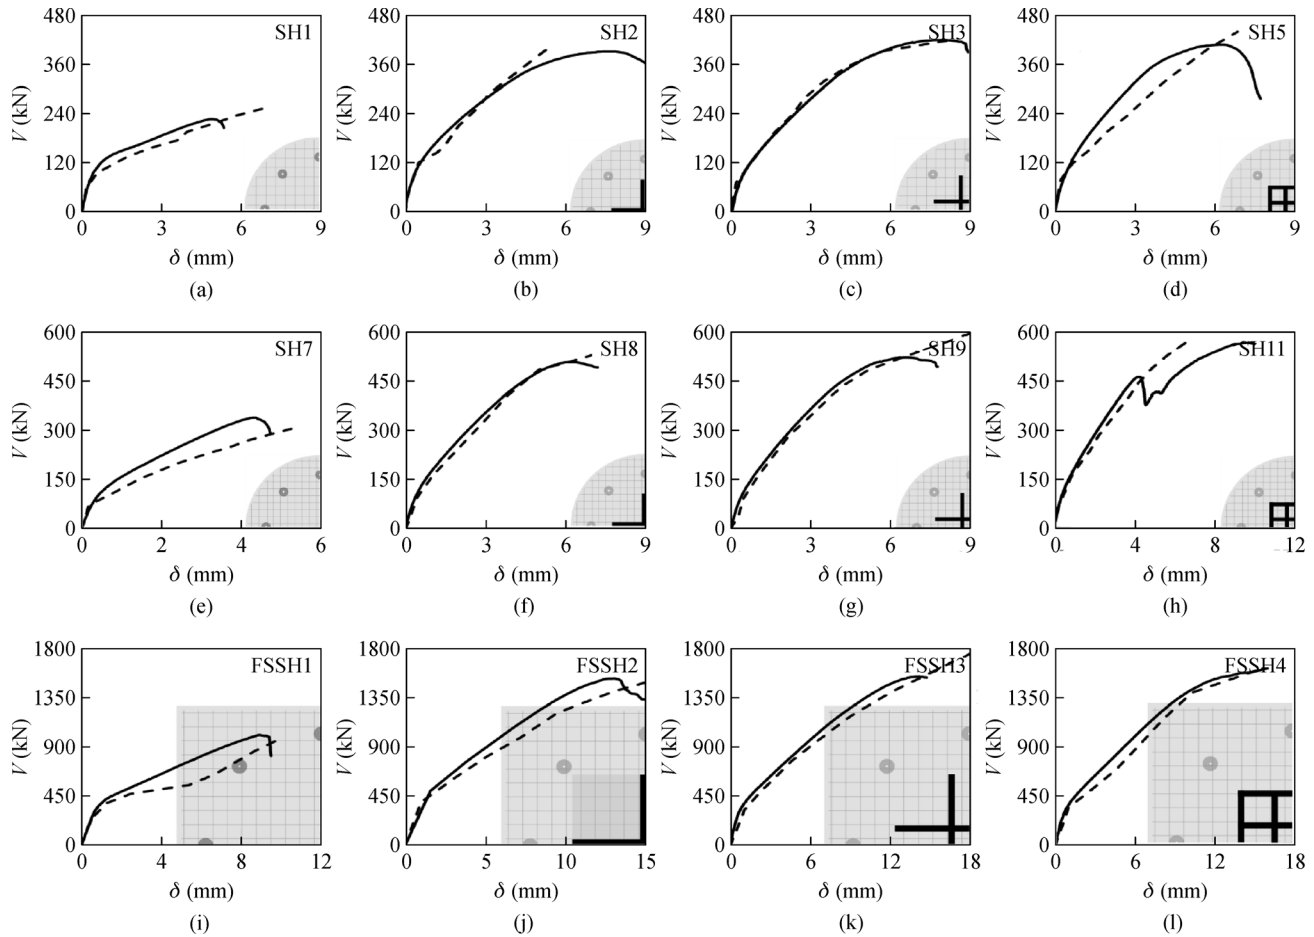 480
360
240
120
0
V (kN)
SH1
0 3 6 9
δ (mm)
(a)
480
360
240
120
0
V (kN)
SH2
0 3 6 9
δ (mm)
(b)
480
360
240
120
0
V (kN)
SH3
0 3 6 9
δ (mm)
(c)
480
360
240
120
0
V (kN)
SH5
0 3 6 9
δ (mm)
(d)
600
450
300
150
0
V (kN)
SH7
0 2 4 6
δ (mm)
(e)
600
450
300
150
0
V (kN)
SH8
0 3 6 9
δ (mm)
(f)
600
450
300
150
0
V (kN)
SH9
0 3 6 9
δ (mm)
(g)
600
450
300
150
0
V (kN)
SH11
0 4 8 12
δ (mm)
(h)
1800
1350
900
450
0
V (kN)
FSSH1
0 4 8 12
δ (mm)
(i)
1800
1350
900
450
0
V (kN)
FSSH2
0 5 10 15
δ (mm)
(j)
1800
1350
900
450
0
V (kN)
FSSH3
0 6 12 18
δ (mm)
(k)
1800
1350
900
450
0
V (kN)
FSSH4
0 6 12 18
δ (mm)
(l)